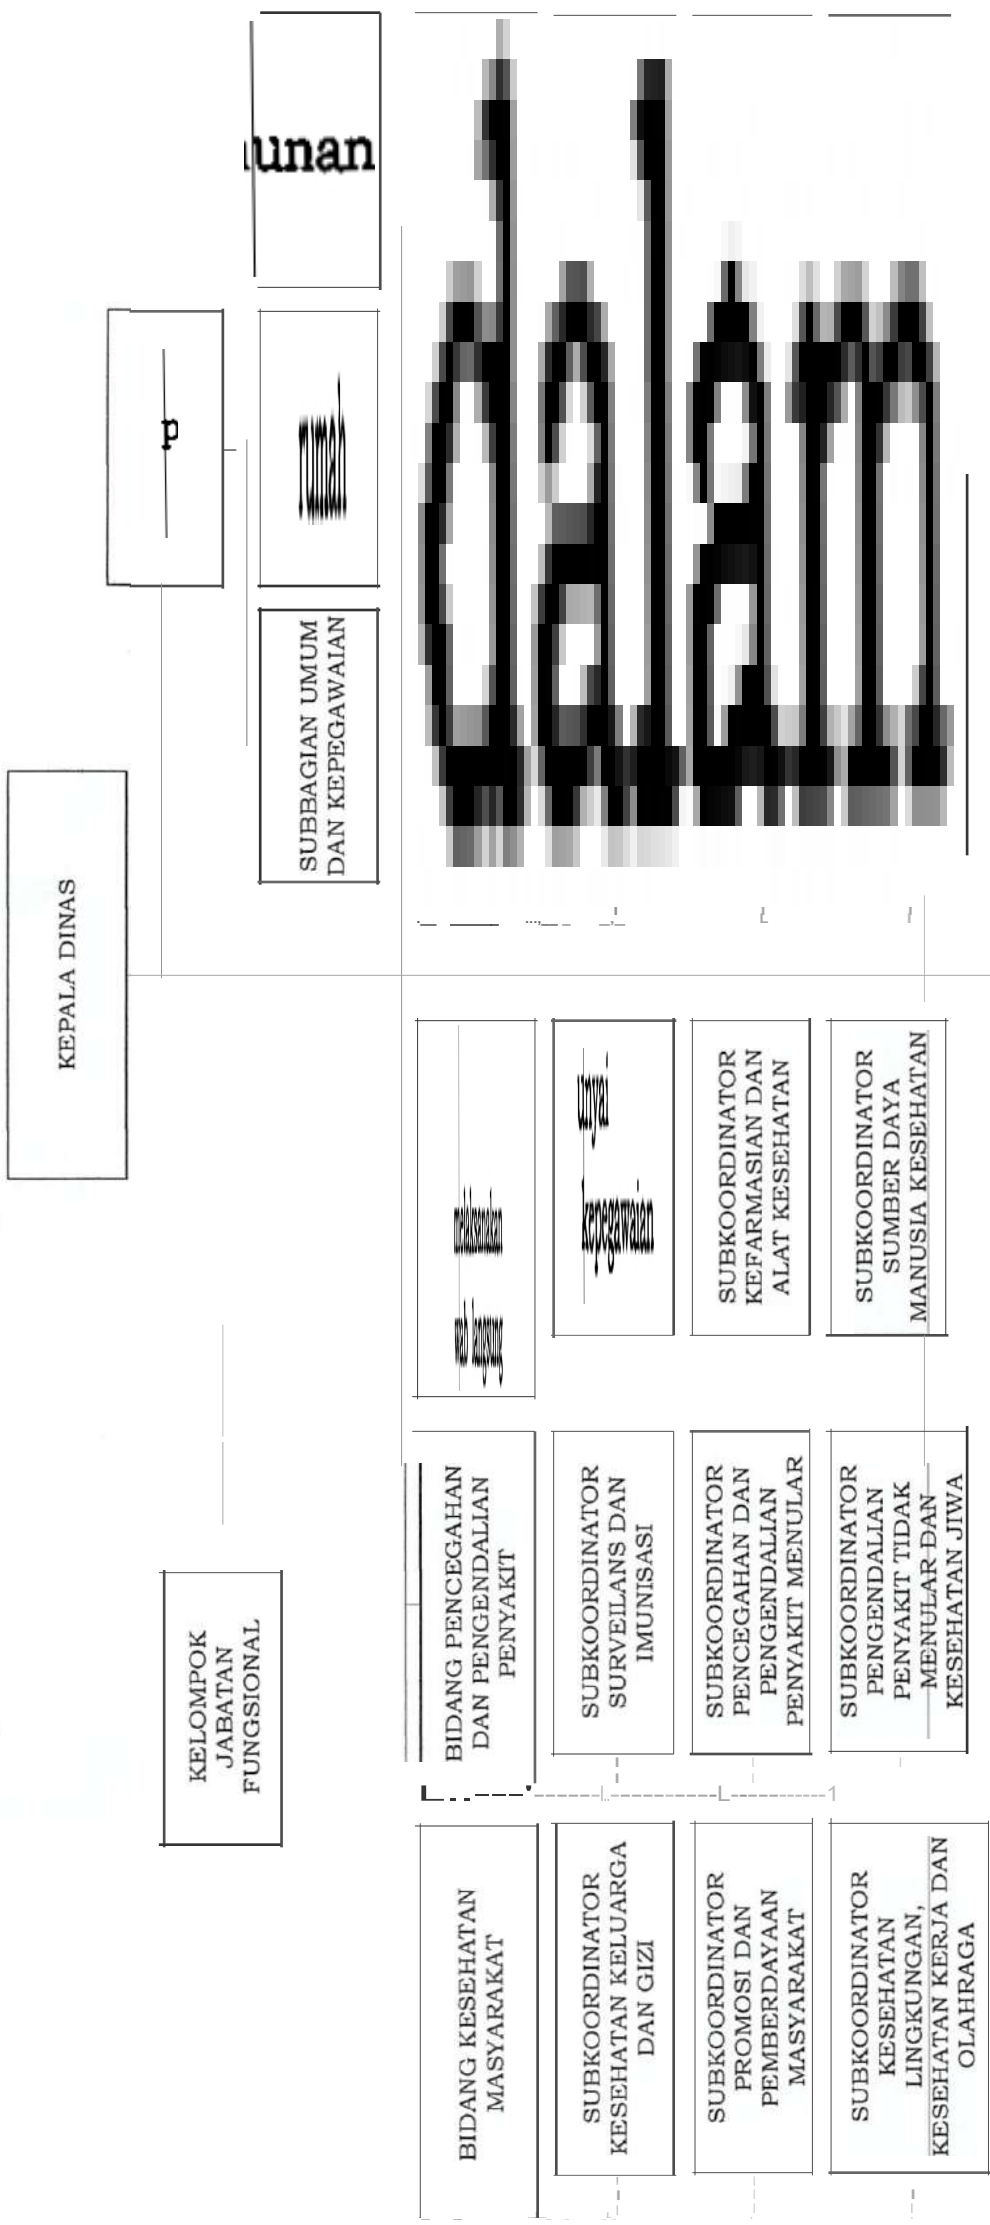 KEPALA DINAS
KELOMPOK
JABATAN
FUNGSIONAL
p
SUBBAGIAN UMUM
DAN KEPEGAWAIAN
rumah
unan
BIDANG KESEHATAN
MASYARAKAT
BIDANG PENCEGAHAN
DAN PENGENDALIAN
PENYAKIT
wab langsung
melaksanakan
dalam
SUBKOORDINATOR
KESEHATAN KELUARGA
DAN GIZI
SUBKOORDINATOR
SURVEILANS DAN
IMUNISASI
kepegawaian
unyai
SUBKOORDINATOR
PROMOSI DAN
PEMBERDAYAAN
MASYARAKAT
SUBKOORDINATOR
PENCEGAHAN DAN
PENGENDALIAN
PENYAKIT MENULAR
SUBKOORDINATOR
KEFARMASIAN DAN
ALAT KESEHATAN
SUBKOORDINATOR
KESEHATAN
LINGKUNGAN,
KESEHATAN KERJA DAN
OLAHRAGA
SUBKOORDINATOR
PENGENDALIAN
PENYAKIT TIDAK
MENULAR DAN
KESEHATAN JIWA
SUBKOORDINATOR
SUMBER DAYA
MANUSIA KESEHATAN